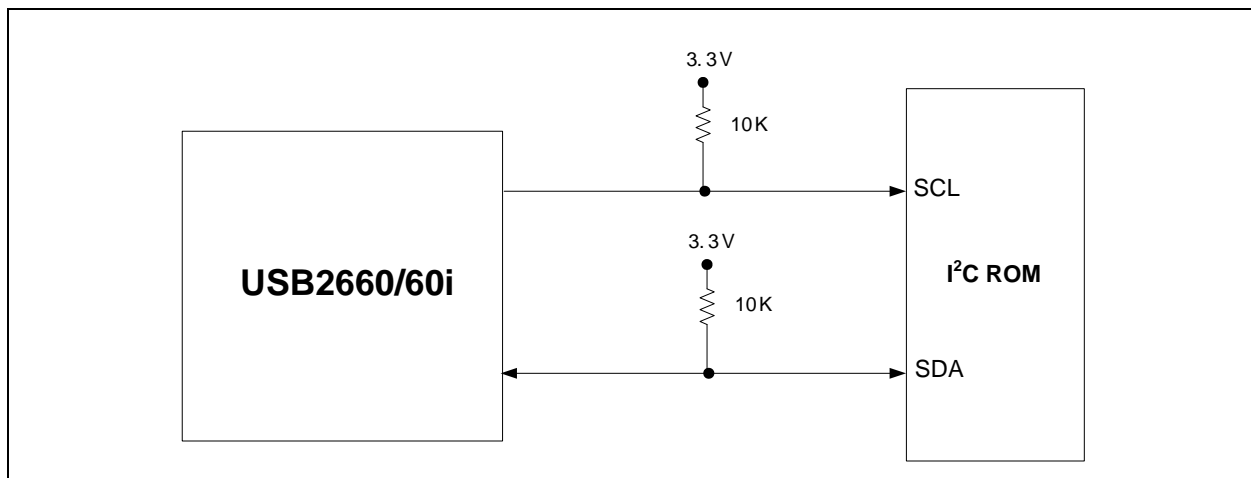 3.3V
10K
SCL
3.3V
USB2660/60i
I²C ROM
10K
SDA